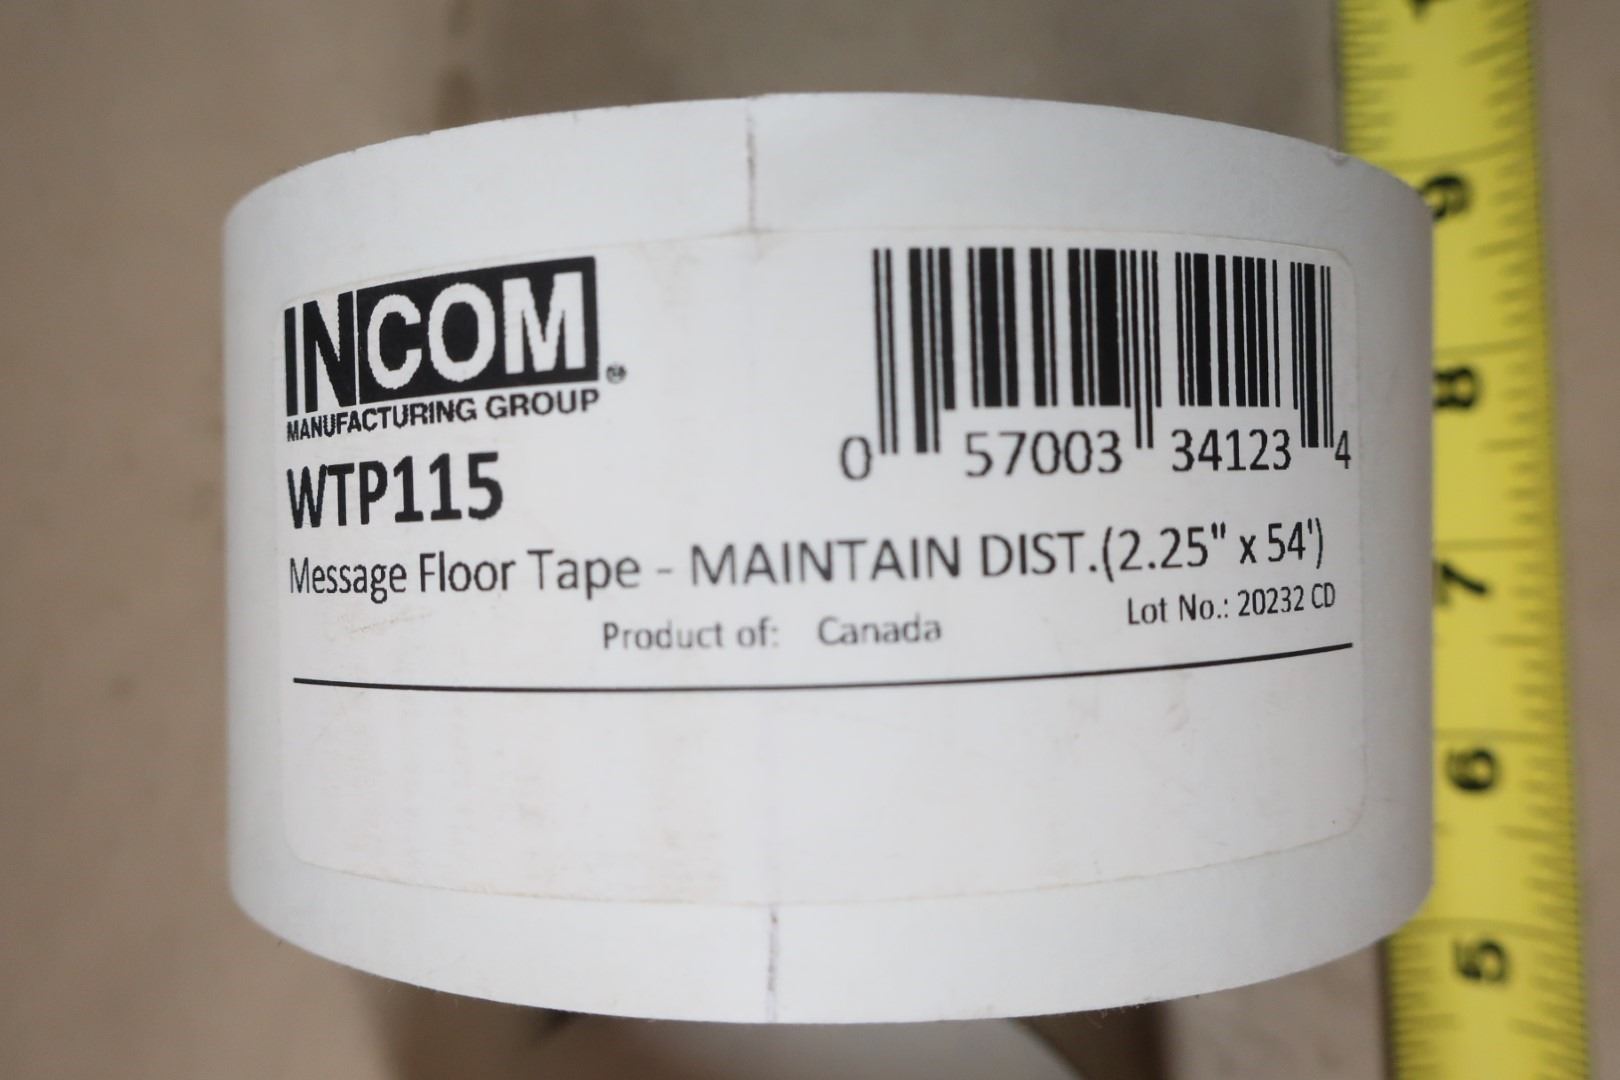 INCOM®
MANUFACTURING GROUP
WTP115
0 57003 34123 4
Message Floor Tape - MAINTAIN DIST.(2.25" x 54')
Product of: Canada
Lot No.: 20232 CD
9
8
7
6
5